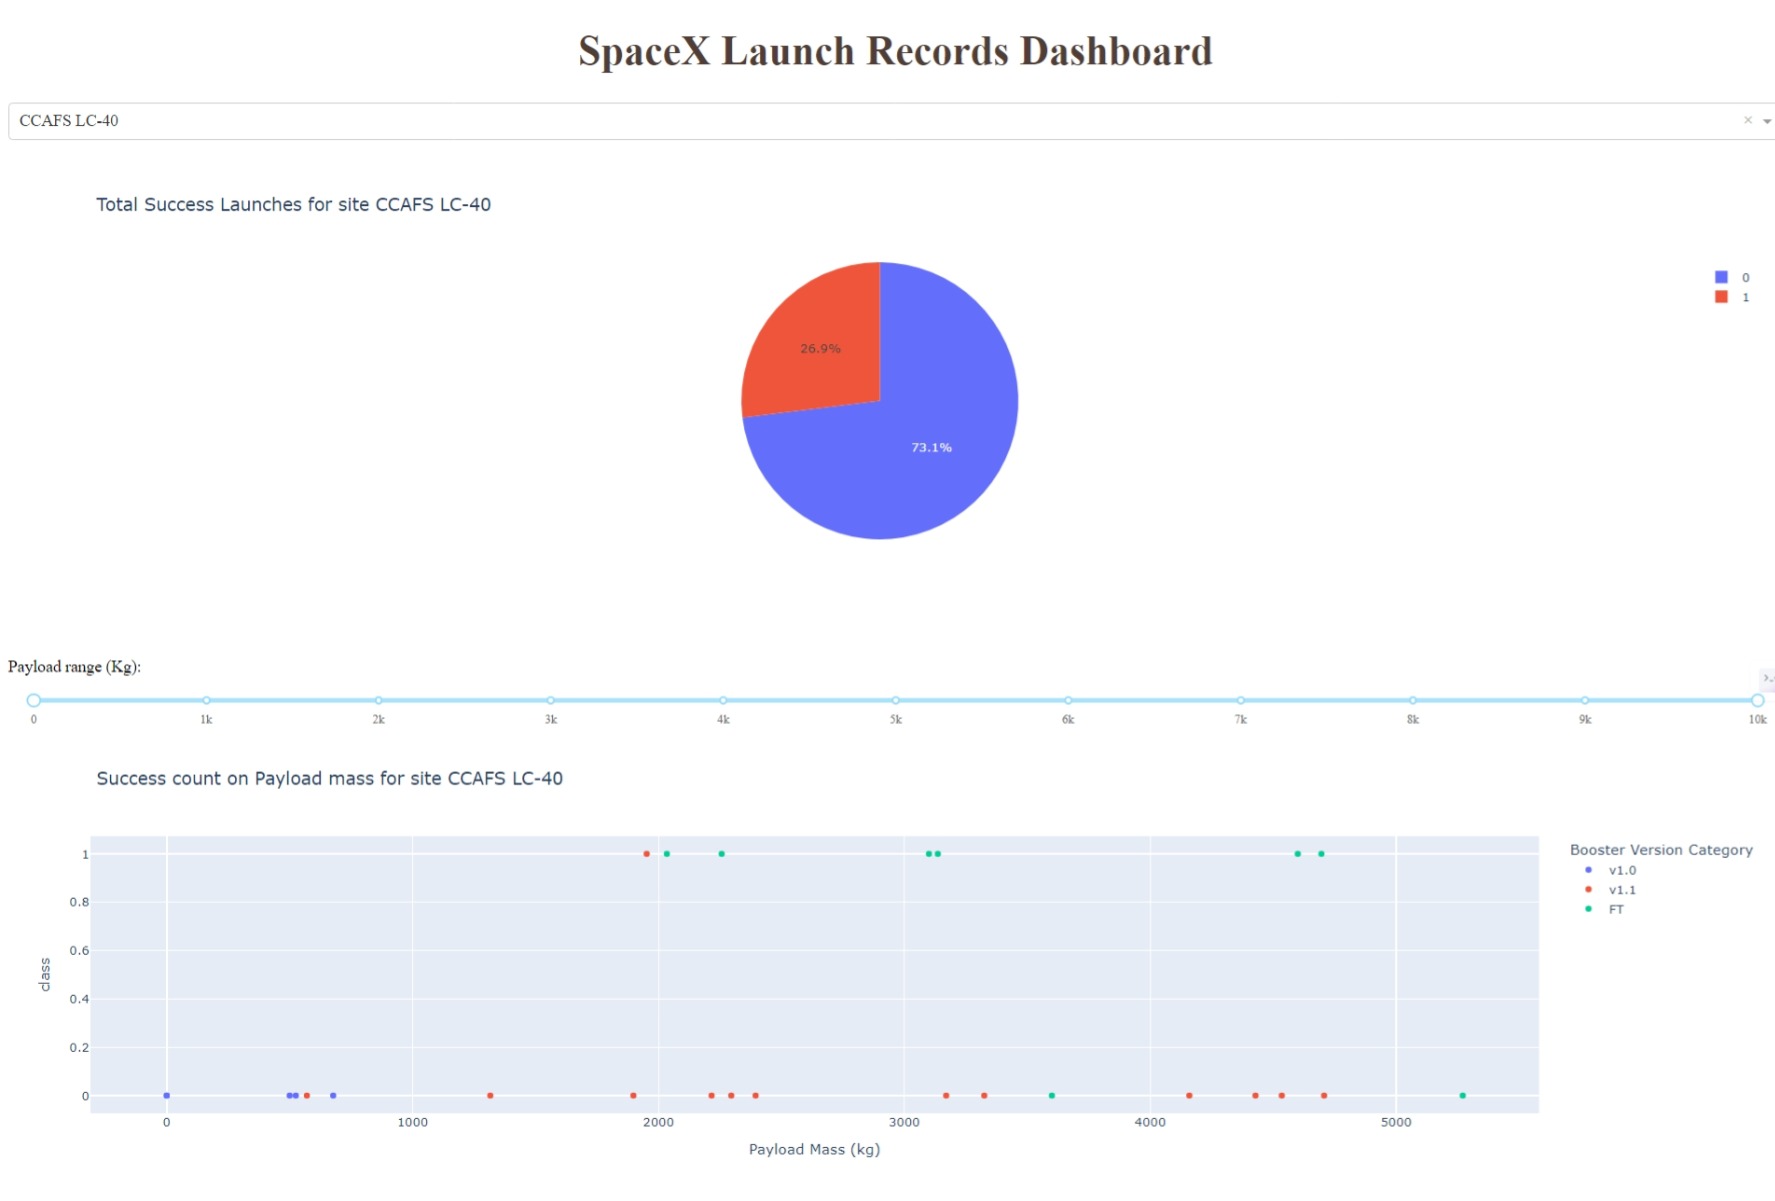 SpaceX Launch Records Dashboard
CCAFS LC-40
×
Total Success Launches for site CCAFS LC-40
0
1
26.9%
73.1%
Payload range (Kg):
0 1k 2k 3k 4k 5k 6k 7k 8k 9k 10k
Success count on Payload mass for site CCAFS LC-40
Booster Version Category
v1.0
v1.1
FT
class
1
0.8
0.6
0.4
0.2
0
0 1000 2000 3000 4000 5000
Payload Mass (kg)